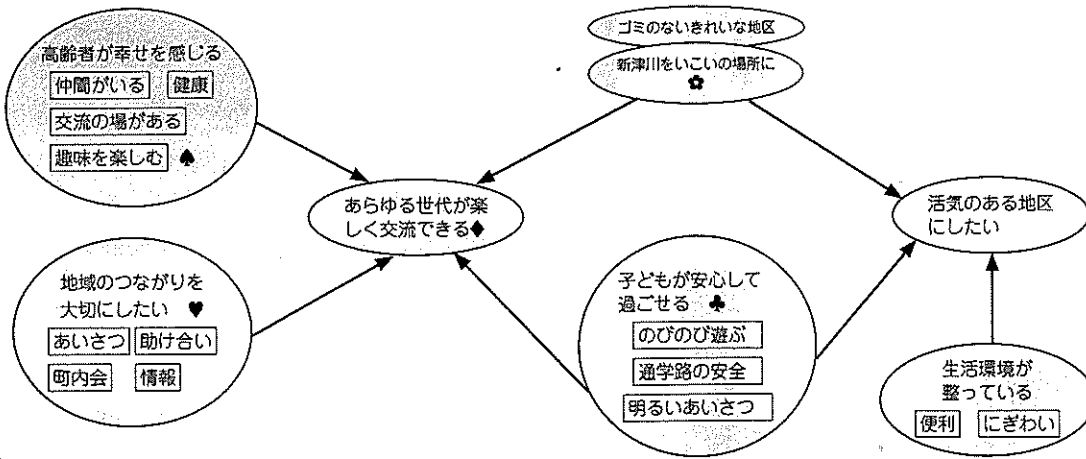 高齢者が幸せを感じる
仲間がいる 健康
交流の場がある
趣味を楽しむ ♠
ゴミのないきれいな地区
新津川をいこいの場所に
✿
あらゆる世代が楽
しく交流できる♦
活気のある地区
にしたい
地域のつながりを
大切にしたい ♥
あいさつ 助け合い
町内会 情報
子どもが安心して
過ごせる ♣
のびのび遊ぶ
通学路の安全
明るいあいさつ
生活環境が
整っている
便利 にぎわい